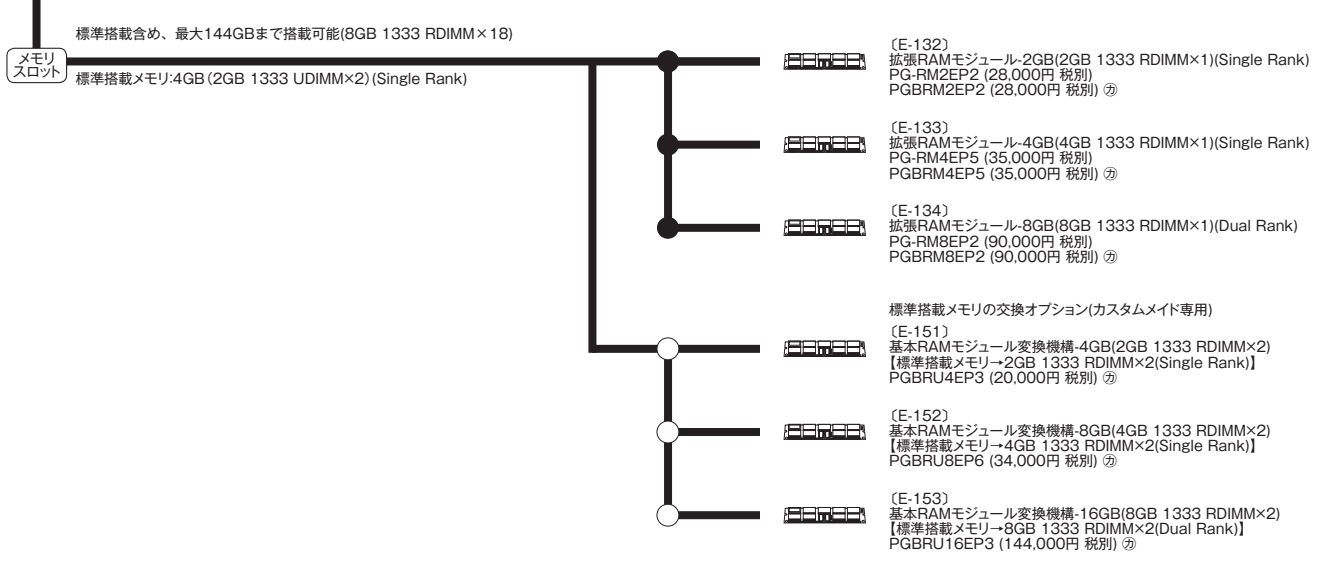 標準搭載含め、最大144GBまで搭載可能(8GB 1333 RDIMM×18)
メモリ
スロット
標準搭載メモリ:4GB(2GB 1333 UDIMM×2)(Single Rank)
〔E-132〕
拡張RAMモジュール-2GB(2GB 1333 RDIMM×1)(Single Rank)
PG-RM2EP2 (28,000円 税別)
PGBRM2EP2 (28,000円 税別) ㋕
〔E-133〕
拡張RAMモジュール-4GB(4GB 1333 RDIMM×1)(Single Rank)
PG-RM4EP5 (35,000円 税別)
PGBRM4EP5 (35,000円 税別) ㋕
〔E-134〕
拡張RAMモジュール-8GB(8GB 1333 RDIMM×1)(Dual Rank)
PG-RM8EP2 (90,000円 税別)
PGBRM8EP2 (90,000円 税別) ㋕
標準搭載メモリの交換オプション(カスタムメイド専用)
〔E-151〕
基本RAMモジュール変換機構-4GB(2GB 1333 RDIMM×2)
【標準搭載メモリ→2GB 1333 RDIMM×2(Single Rank)】
PGBRU4EP3 (20,000円 税別) ㋕
〔E-152〕
基本RAMモジュール変換機構-8GB(4GB 1333 RDIMM×2)
【標準搭載メモリ→4GB 1333 RDIMM×2(Single Rank)】
PGBRU8EP6 (34,000円 税別) ㋕
〔E-153〕
基本RAMモジュール変換機構-16GB(8GB 1333 RDIMM×2)
【標準搭載メモリ→8GB 1333 RDIMM×2(Dual Rank)】
PGBRU16EP3 (144,000円 税別) ㋕